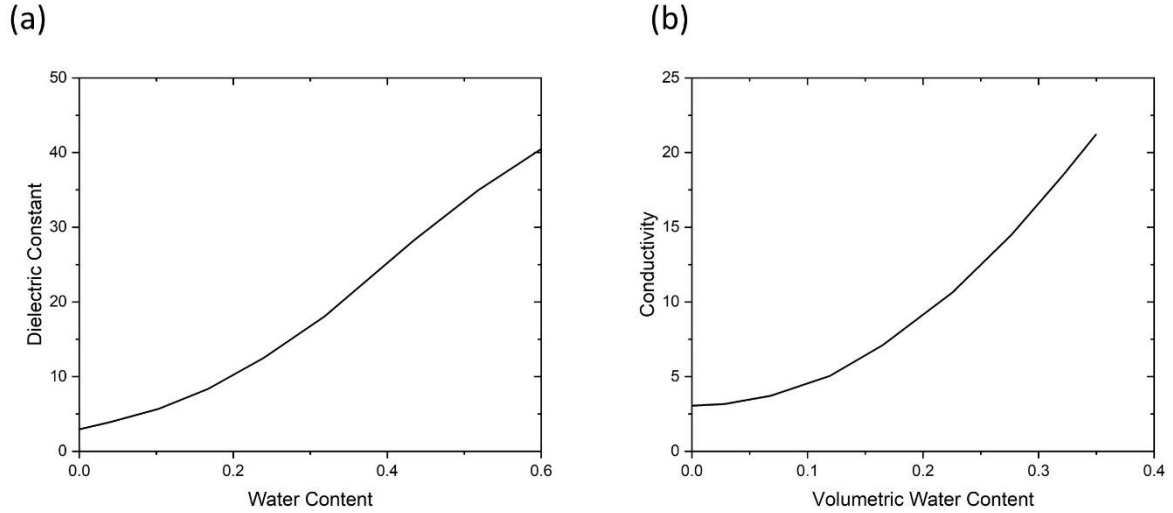 (a)
50
40
30
20
10
0
Dielectric Constant
0.0 0.2 0.4 0.6
Water Content
(b)
25
20
15
10
5
0
Conductivity
0.0 0.1 0.2 0.3 0.4
Volumetric Water Content